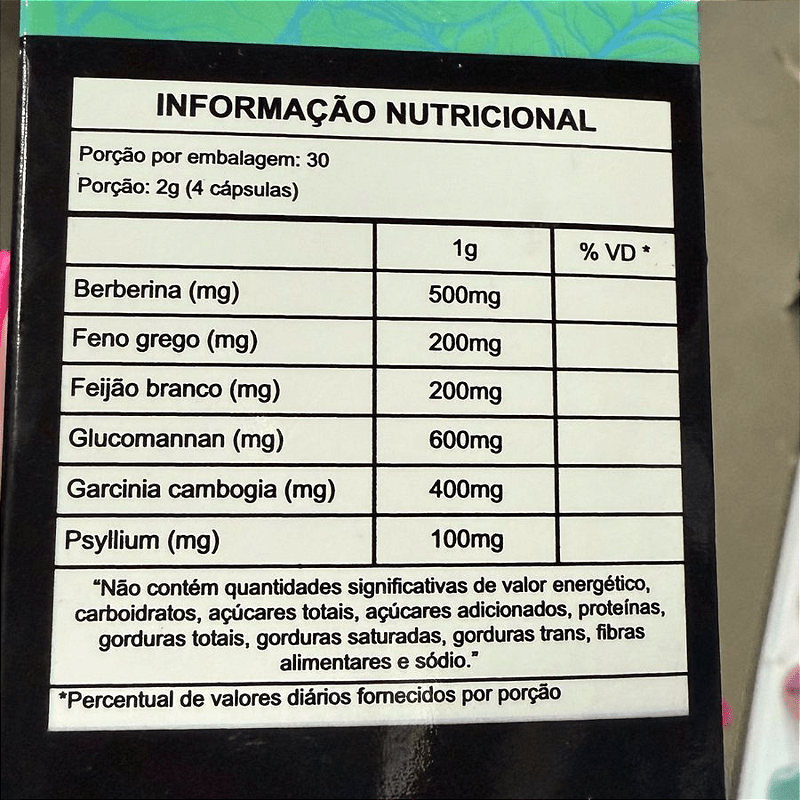 INFORMAÇÃO NUTRICIONAL
Porção por embalagem: 30
Porção: 2g (4 cápsulas)
1g % VD *
Berberina (mg) 500mg
Feno grego (mg) 200mg
Feijão branco (mg) 200mg
Glucomannan (mg) 600mg
Garcinia cambogia (mg) 400mg
Psyllium (mg) 100mg
“Não contém quantidades significativas de valor energético,
carboidratos, açúcares totais, açúcares adicionados, proteínas,
gorduras totais, gorduras saturadas, gorduras trans, fibras
alimentares e sódio.”
*Percentual de valores diários fornecidos por porção